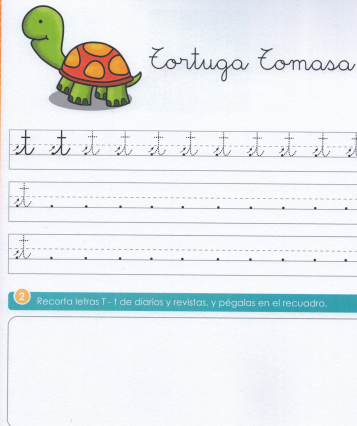 Tortuga Tomasa
t t t t t t t t t t t
t
t
2 Recorta letras T - t de diarios y revistas, y pégalas en el recuadro.